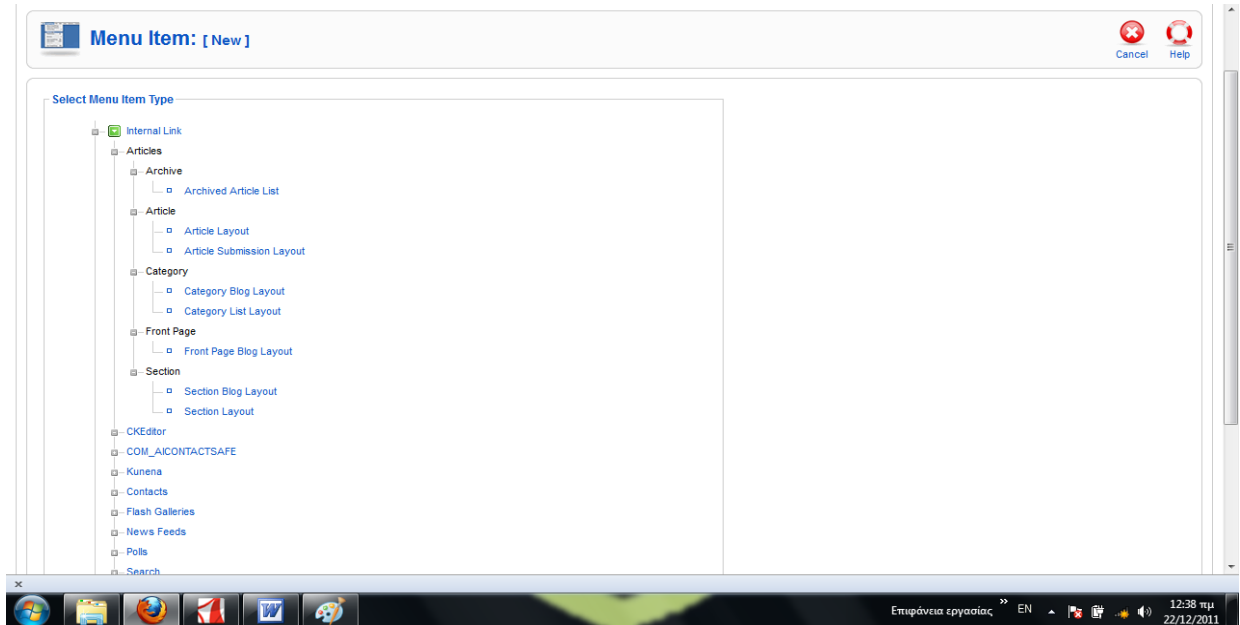 Menu Item: [ New ]
Cancel
Help
Select Menu Item Type
Internal Link
Articles
Archive
Archived Article List
Article
Article Layout
Article Submission Layout
Category
Category Blog Layout
Category List Layout
Front Page
Front Page Blog Layout
Section
Section Blog Layout
Section Layout
CKEditor
COM_AICONTACTSAFE
Kunena
Contacts
Flash Galleries
News Feeds
Polls
Search
Επιφάνεια εργασίας
EN
12:38 πμ
22/12/2011